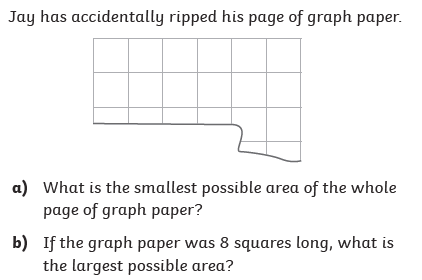 Jay has accidentally ripped his page of graph paper.
a) What is the smallest possible area of the whole
page of graph paper?
b) If the graph paper was 8 squares long, what is
the largest possible area?